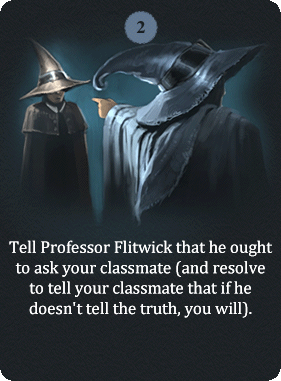 2
Tell Professor Flitwick that he ought
to ask your classmate (and resolve
to tell your classmate that if he
doesn't tell the truth, you will).